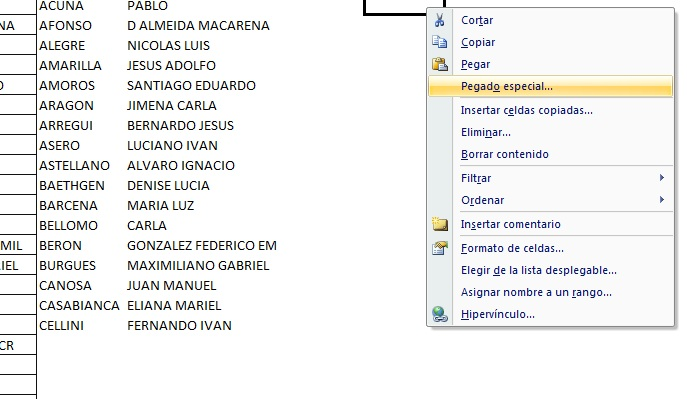 ACUÑA PABLO
NA AFONSO D ALMEIDA MACARENA
ALEGRE NICOLAS LUIS
AMARILLA JESUS ADOLFO
O AMOROS SANTIAGO EDUARDO
ARAGON JIMENA CARLA
ARREGUI BERNARDO JESUS
ASERO LUCIANO IVAN
ASTELLANO ALVARO IGNACIO
BAETHGEN DENISE LUCIA
BARCENA MARIA LUZ
BELLOMO CARLA
MIL BERON GONZALEZ FEDERICO EM
IEL BURGUES MAXIMILIANO GABRIEL
CANOSA JUAN MANUEL
CASABIANCA ELIANA MARIEL
CELLINI FERNANDO IVAN
CR
Cortar
Copiar
Pegar
Pegado especial...
Insertar celdas copiadas...
Eliminar...
Borrar contenido
Filtrar
Ordenar
Insertar comentario
Formato de celdas...
Elegir de la lista desplegable...
Asignar nombre a un rango...
Hipervínculo...